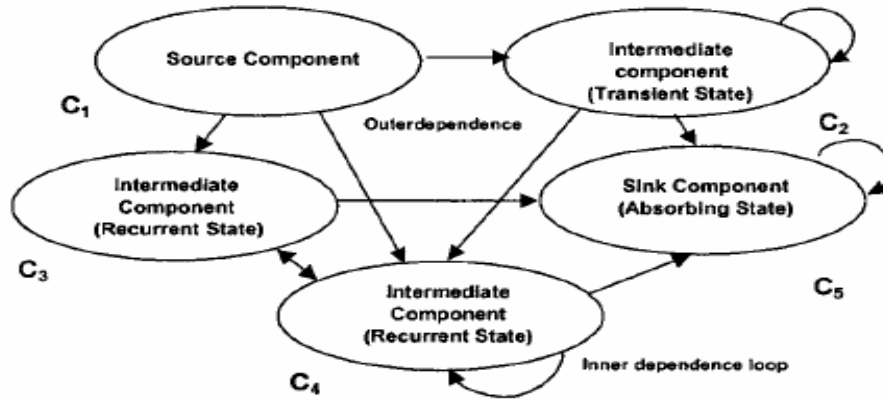 Source Component
Intermediate
component
(Transient State)
C1
Outerdependence
C2
Intermediate
Component
(Recurrent State)
SInk Component
(Absorbing State)
C3
C5
Intermediate
Component
(Recurrent State)
Inner dependence loop
C4